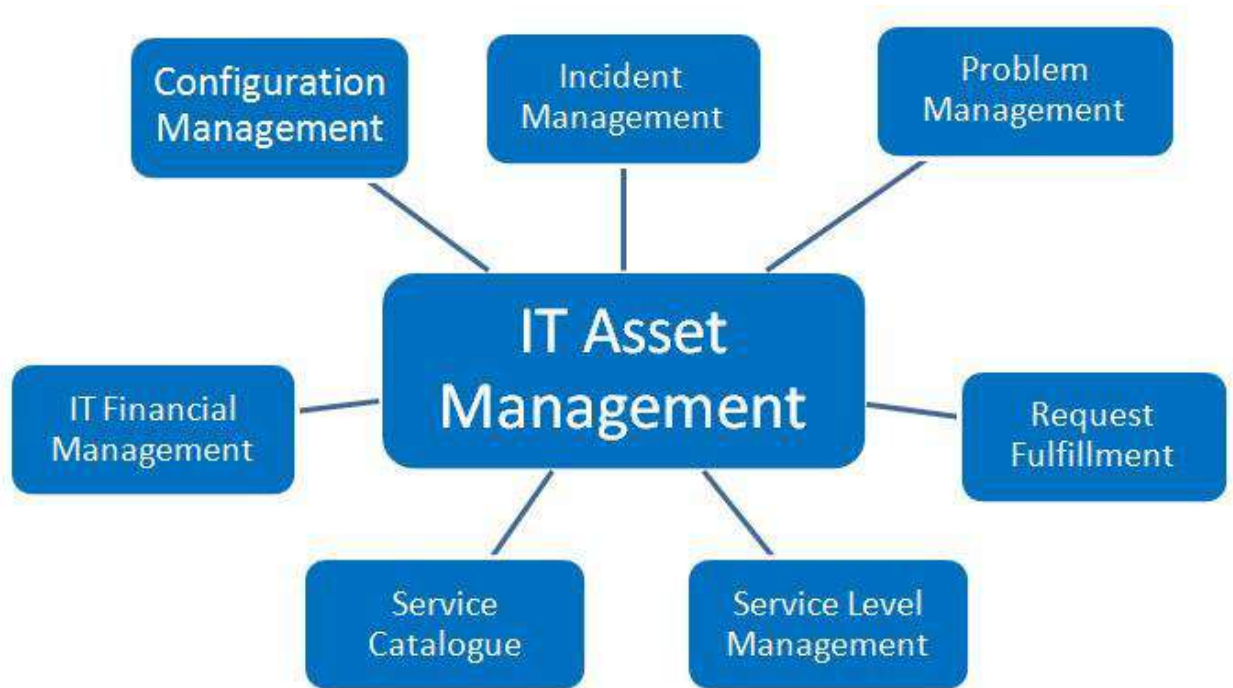 Configuration
Management
Incident
Management
Problem
Management
IT Asset
Management
IT Financial
Management
Request
Fulfillment
Service
Catalogue
Service Level
Management